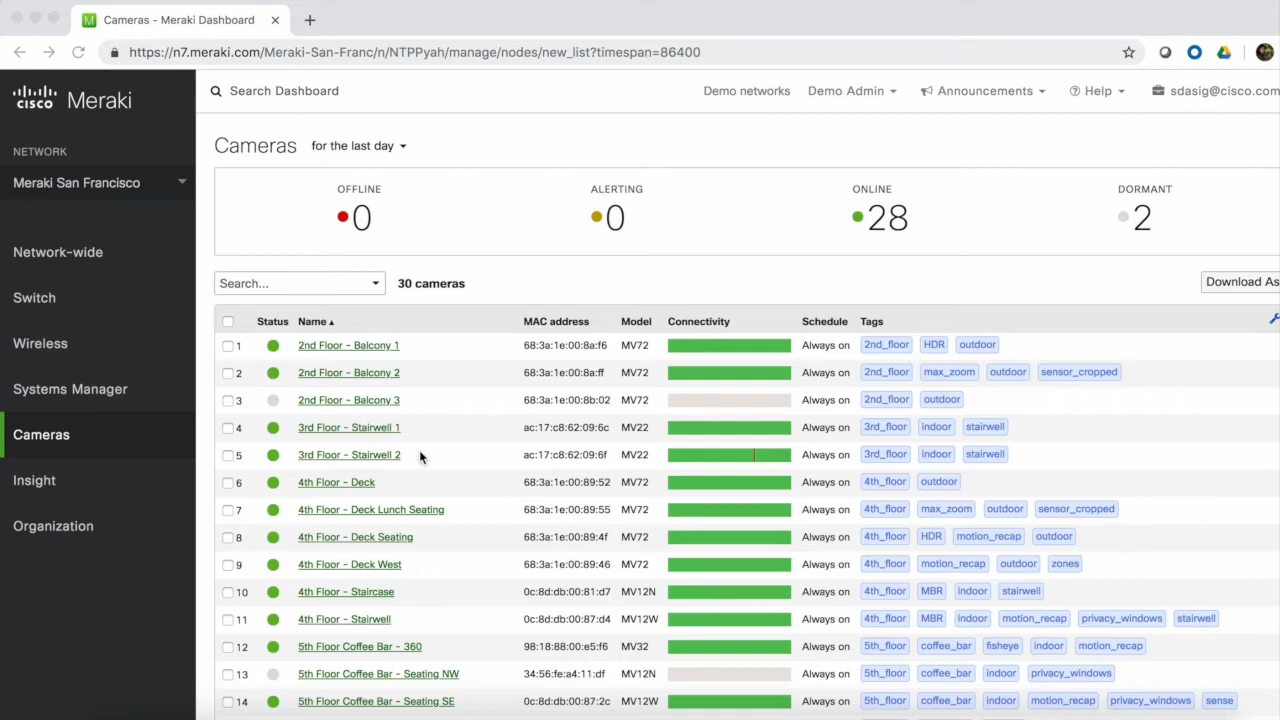 Cameras - Meraki Dashboard
https://n7.meraki.com/Meraki-San-Franc/n/NTPPyah/manage/nodes/new_list?timespan=86400
CISCO Meraki
Search Dashboard
Demo networks Demo Admin Announcements Help sdasig@cisco.com
NETWORK
Meraki San Francisco
Network-wide
Switch
Wireless
Systems Manager
Cameras
Insight
Organization
Cameras for the last day
OFFLINE ALERTING ONLINE DORMANT
0 0 28 2
Search... 30 cameras Download As
Status Name MAC address Model Connectivity Schedule Tags
1 2nd Floor - Balcony 1 68:3a:1e:00:8a:f6 MV72 Always on 2nd_floor HDR outdoor
2 2nd Floor - Balcony 2 68:3a:1e:00:8a:ff MV72 Always on 2nd_floor max_zoom outdoor sensor_cropped
3 2nd Floor - Balcony 3 68:3a:1e:00:8b:02 MV72 Always on 2nd_floor outdoor
4 3rd Floor - Stairwell 1 ac:17:c8:62:09:6c MV22 Always on 3rd_floor indoor stairwell
5 3rd Floor - Stairwell 2 ac:17:c8:62:09:6f MV22 Always on 3rd_floor indoor stairwell
6 4th Floor - Deck 68:3a:1e:00:89:52 MV72 Always on 4th_floor outdoor
7 4th Floor - Deck Lunch Seating 68:3a:1e:00:89:55 MV72 Always on 4th_floor max_zoom outdoor sensor_cropped
8 4th Floor - Deck Seating 68:3a:1e:00:89:4f MV72 Always on 4th_floor HDR motion_recap outdoor
9 4th Floor - Deck West 68:3a:1e:00:89:46 MV72 Always on 4th_floor motion_recap outdoor zones
10 4th Floor - Staircase 0c:8d:db:00:81:d7 MV12N Always on 4th_floor MBR indoor stairwell
11 4th Floor - Stairwell 0c:8d:db:00:87:d4 MV12W Always on 4th_floor MBR indoor motion_recap privacy_windows stairwell
12 5th Floor Coffee Bar - 360 98:18:88:00:e5:f6 MV32 Always on 5th_floor coffee_bar fisheye indoor motion_recap
13 5th Floor Coffee Bar - Seating NW 34:56:fe:a4:11:df MV12N Always on 5th_floor coffee_bar indoor privacy_windows
14 5th Floor Coffee Bar - Seating SE 0c:8d:db:00:87:2c MV12W Always on 5th_floor coffee_bar indoor motion_recap privacy_windows sense